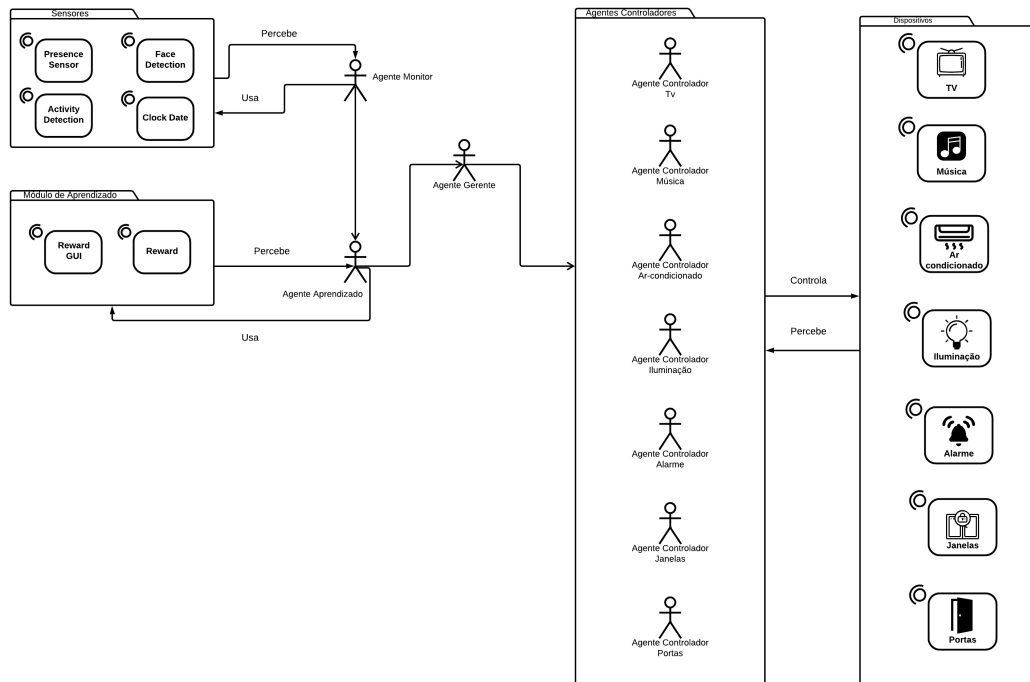 Sensores
Presence
Sensor
Face
Detection
Activity
Detection
Clock Date
Percebe
Usa
Agente Monitor
Módulo de Aprendizado
Reward
GUI
Reward
Percebe
Usa
Agente Aprendizado
Agente Gerente
Agentes Controladores
Agente Controlador
Tv
Agente Controlador
Música
Agente Controlador
Ar-condicionado
Agente Controlador
Iluminação
Agente Controlador
Alarme
Agente Controlador
Janelas
Agente Controlador
Portas
Controla
Percebe
Dispositivos
TV
Música
Ar
condicionado
Iluminação
Alarme
Janelas
Portas